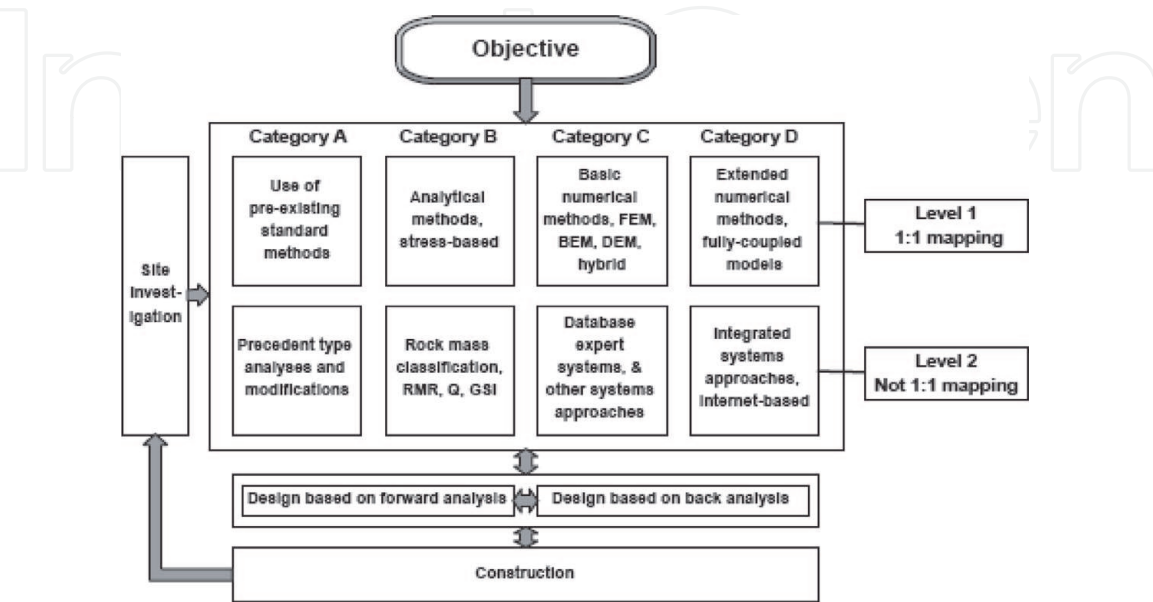 Objective
Category A
Category B
Category C
Category D
Use of
pre-existing
standard
methods
Analytical
methods,
stress-based
Basic
numerical
methods, FEM,
BEM, DEM,
hybrid
Extended
numerical
methods,
fully-coupled
models
Level 1
1:1 mapping
Site
Invest-
igation
Precedent type
analyses and
modifications
Rock mass
classification,
RMR, Q, GSI
Database
expert
systems, &
other systems
approaches
Integrated
systems
approaches,
internet-based
Level 2
Not 1:1 mapping
Design based on forward analysis
Design based on back analysis
Construction